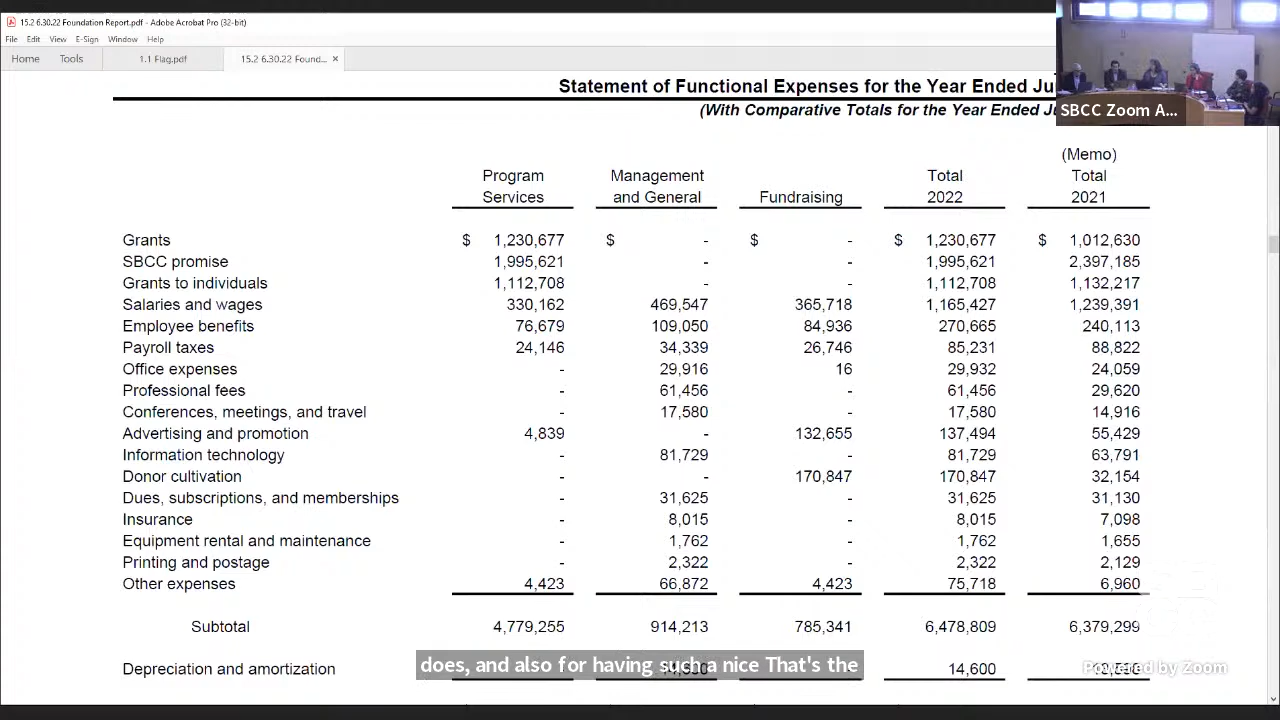 15.2 6.30.22 Foundation Report.pdf - Adobe Acrobat Pro (32-bit)
File Edit View E-Sign Window Help
Home Tools 1.1 Flag.pdf 15.2 6.30.22 Found... ×
SBCC Zoom A...
Statement of Functional Expenses for the Year Ended Ju
(With Comparative Totals for the Year Ended Ju
(Memo)
Program Management Total Total
Services and General Fundraising 2022 2021
Grants $ 1,230,677 $ - $ - $ 1,230,677 $ 1,012,630
SBCC promise 1,995,621 - - 1,995,621 2,397,185
Grants to individuals 1,112,708 - - 1,112,708 1,132,217
Salaries and wages 330,162 469,547 365,718 1,165,427 1,239,391
Employee benefits 76,679 109,050 84,936 270,665 240,113
Payroll taxes 24,146 34,339 26,746 85,231 88,822
Office expenses - 29,916 16 29,932 24,059
Professional fees - 61,456 - 61,456 29,620
Conferences, meetings, and travel - 17,580 - 17,580 14,916
Advertising and promotion 4,839 - 132,655 137,494 55,429
Information technology - 81,729 - 81,729 63,791
Donor cultivation - - 170,847 170,847 32,154
Dues, subscriptions, and memberships - 31,625 - 31,625 31,130
Insurance - 8,015 - 8,015 7,098
Equipment rental and maintenance - 1,762 - 1,762 1,655
Printing and postage - 2,322 - 2,322 2,129
Other expenses 4,423 66,872 4,423 75,718 6,960
Subtotal 4,779,255 914,213 785,341 6,478,809 6,379,299
does, and also for having such a nice That's the
Depreciation and amortization 14,600
Powered by Zoom